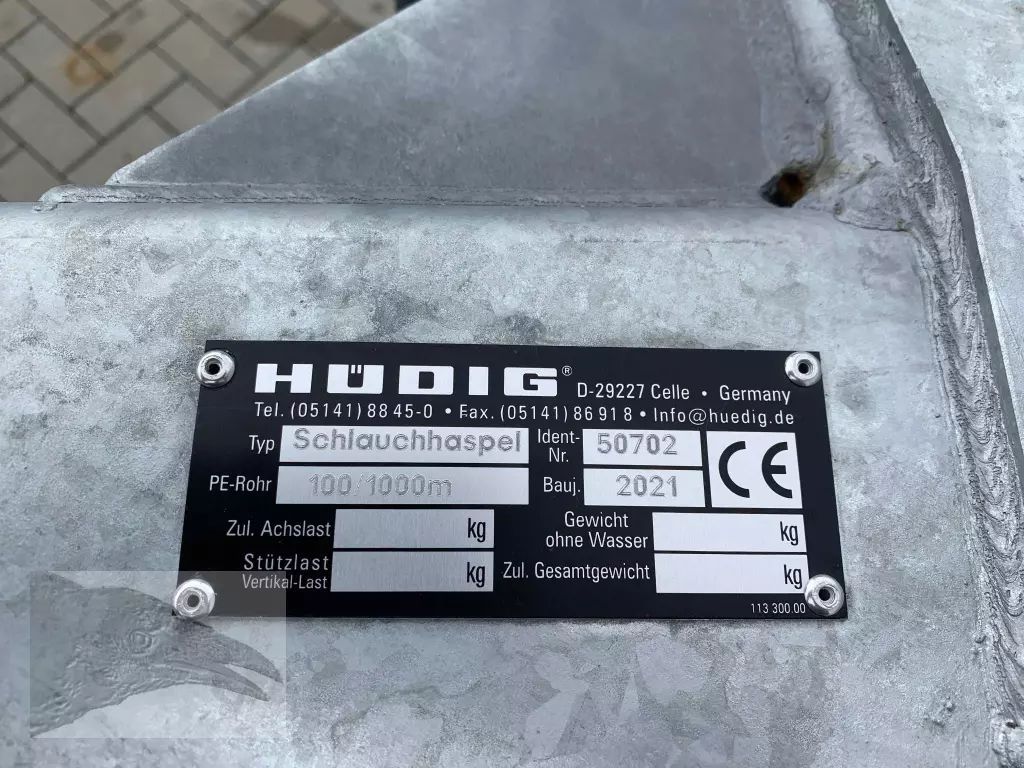 HÜDIG® D-29227 Celle • Germany
Tel. (05141) 88 45-0 • Fax. (05141) 86 91 8 • Info@huedig.de
Typ Schlauchhaspel Ident-Nr. 50702
PE-Rohr 100/1000m Bauj. 2021
CE
Zul. Achslast kg Gewicht ohne Wasser kg
Stützlast Vertikal-Last kg Zul. Gesamtgewicht kg
113 300.00